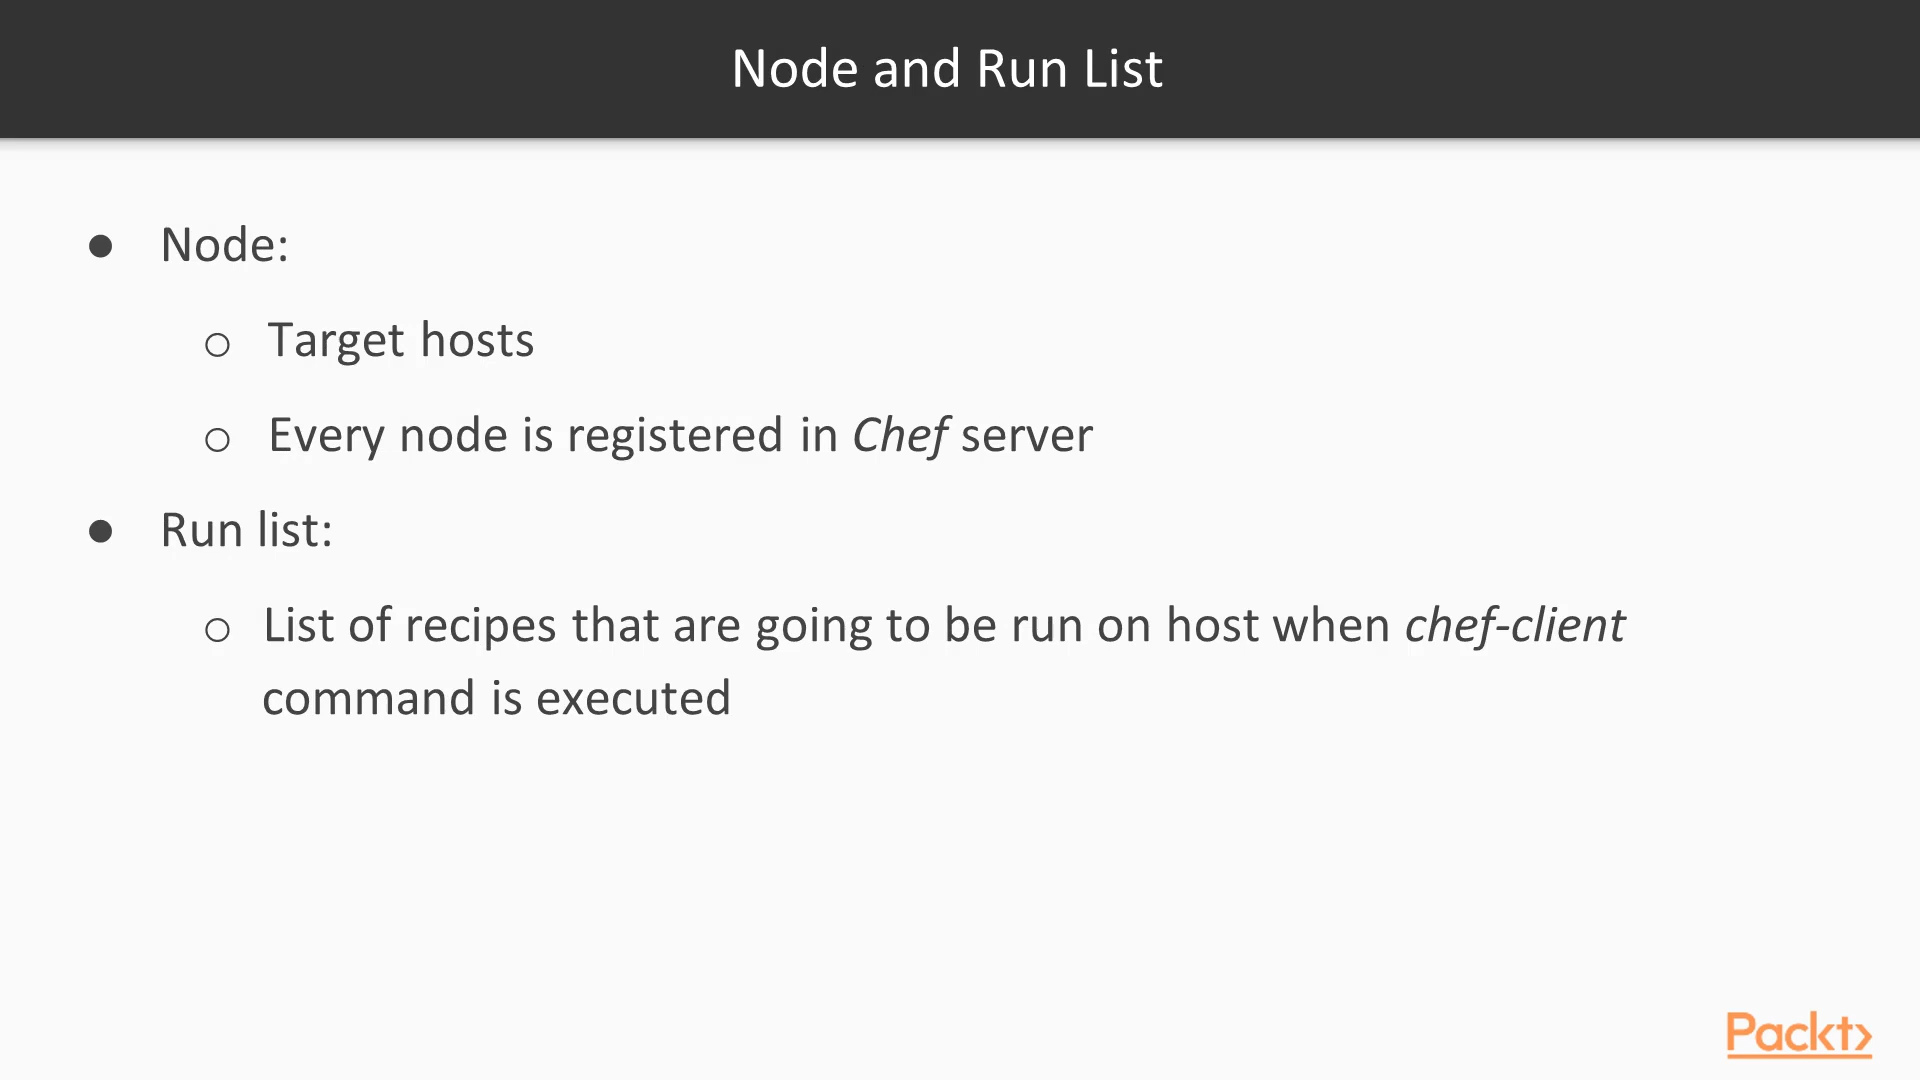 Node and Run List
● Node:
○ Target hosts
○ Every node is registered in Chef server
● Run list:
○ List of recipes that are going to be run on host when chef-client
command is executed
Packt>